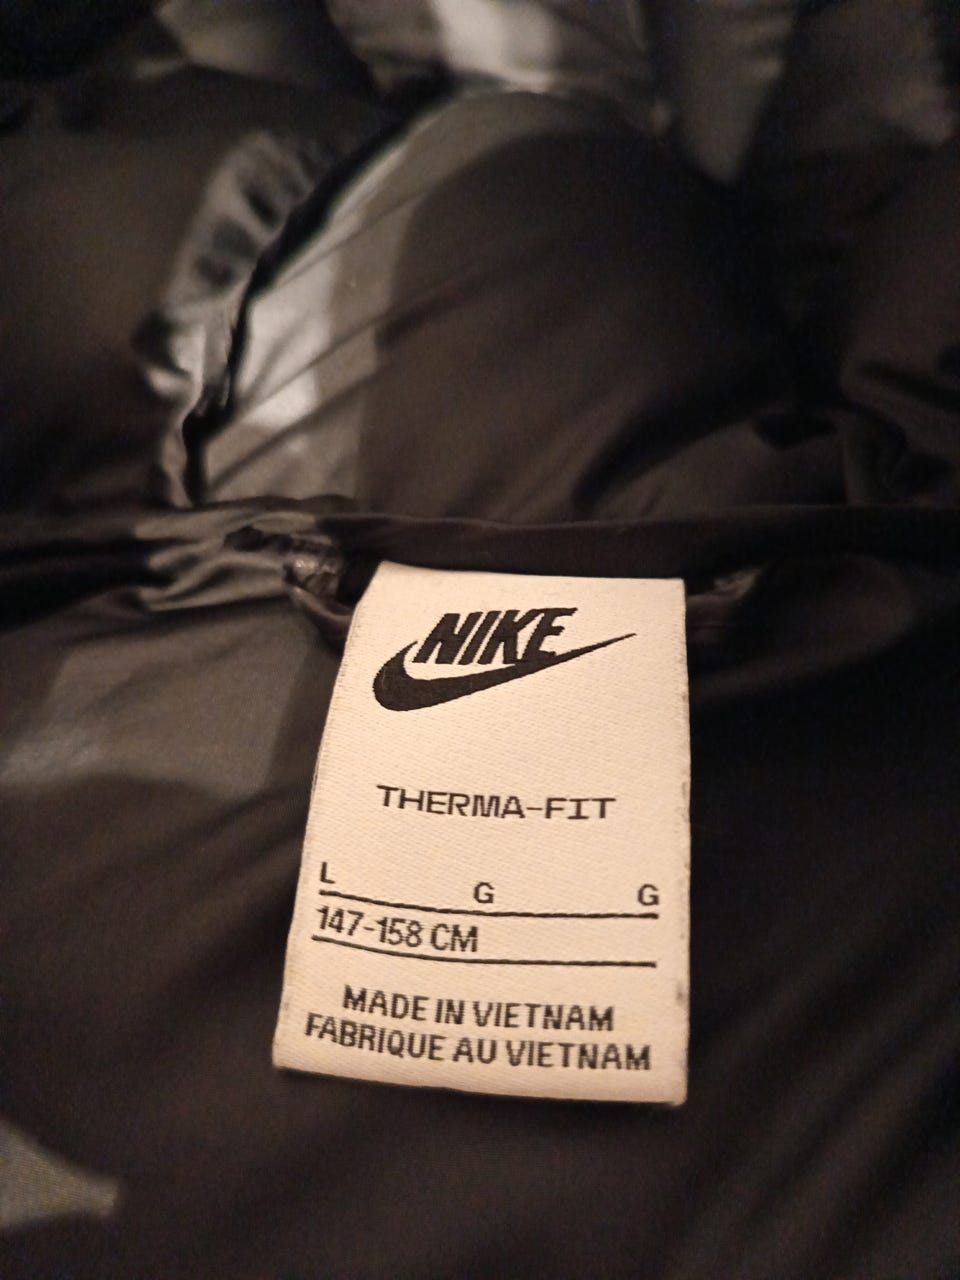 NIKE
THERMA-FIT
L G G
147-158 CM
MADE IN VIETNAM
FABRIQUE AU VIETNAM